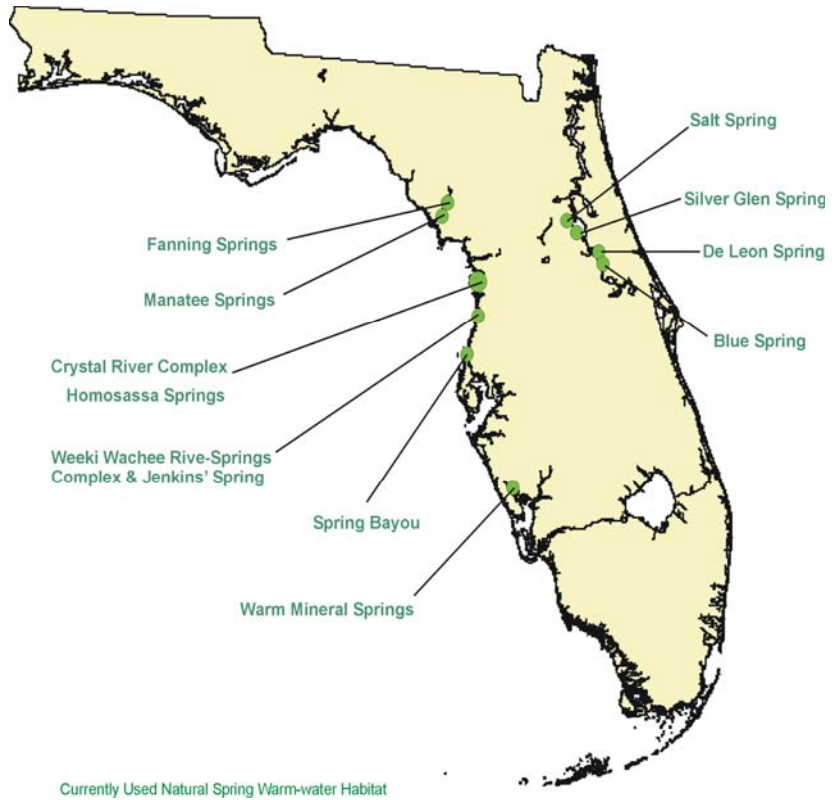 Salt Spring
Silver Glen Spring
Fanning Springs
De Leon Spring
Manatee Springs
Blue Spring
Crystal River Complex
Homosassa Springs
Weeki Wachee Rive-Springs
Complex & Jenkins' Spring
Spring Bayou
Warm Mineral Springs
Currently Used Natural Spring Warm-water Habitat